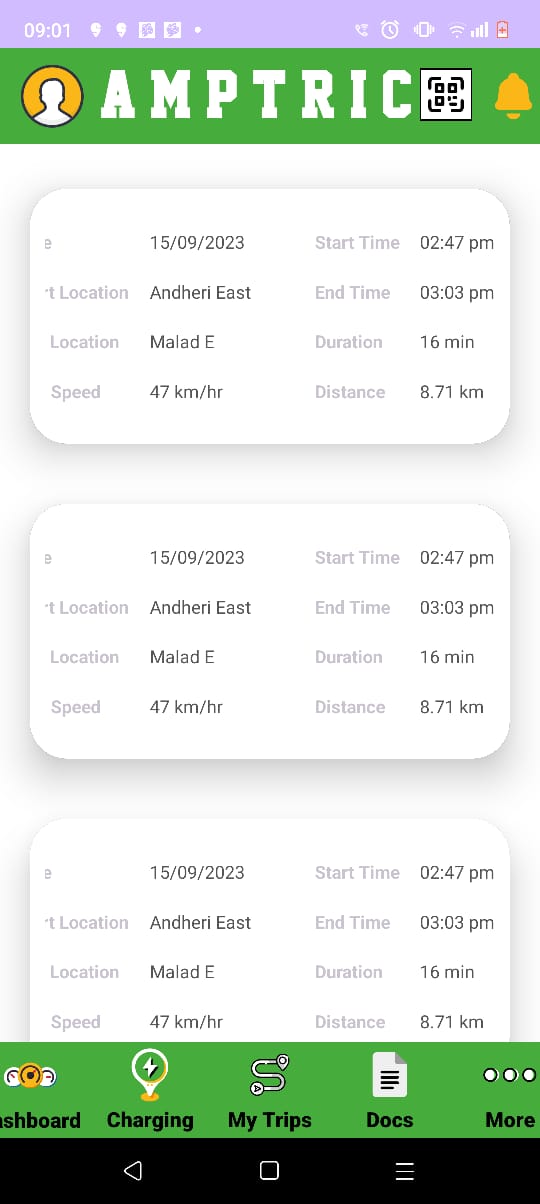 09:01
AMPTRIC
e 15/09/2023 Start Time 02:47 pm
rt Location Andheri East End Time 03:03 pm
Location Malad E Duration 16 min
Speed 47 km/hr Distance 8.71 km
e 15/09/2023 Start Time 02:47 pm
rt Location Andheri East End Time 03:03 pm
Location Malad E Duration 16 min
Speed 47 km/hr Distance 8.71 km
e 15/09/2023 Start Time 02:47 pm
rt Location Andheri East End Time 03:03 pm
Location Malad E Duration 16 min
Speed 47 km/hr Distance 8.71 km
ashboard Charging My Trips Docs More